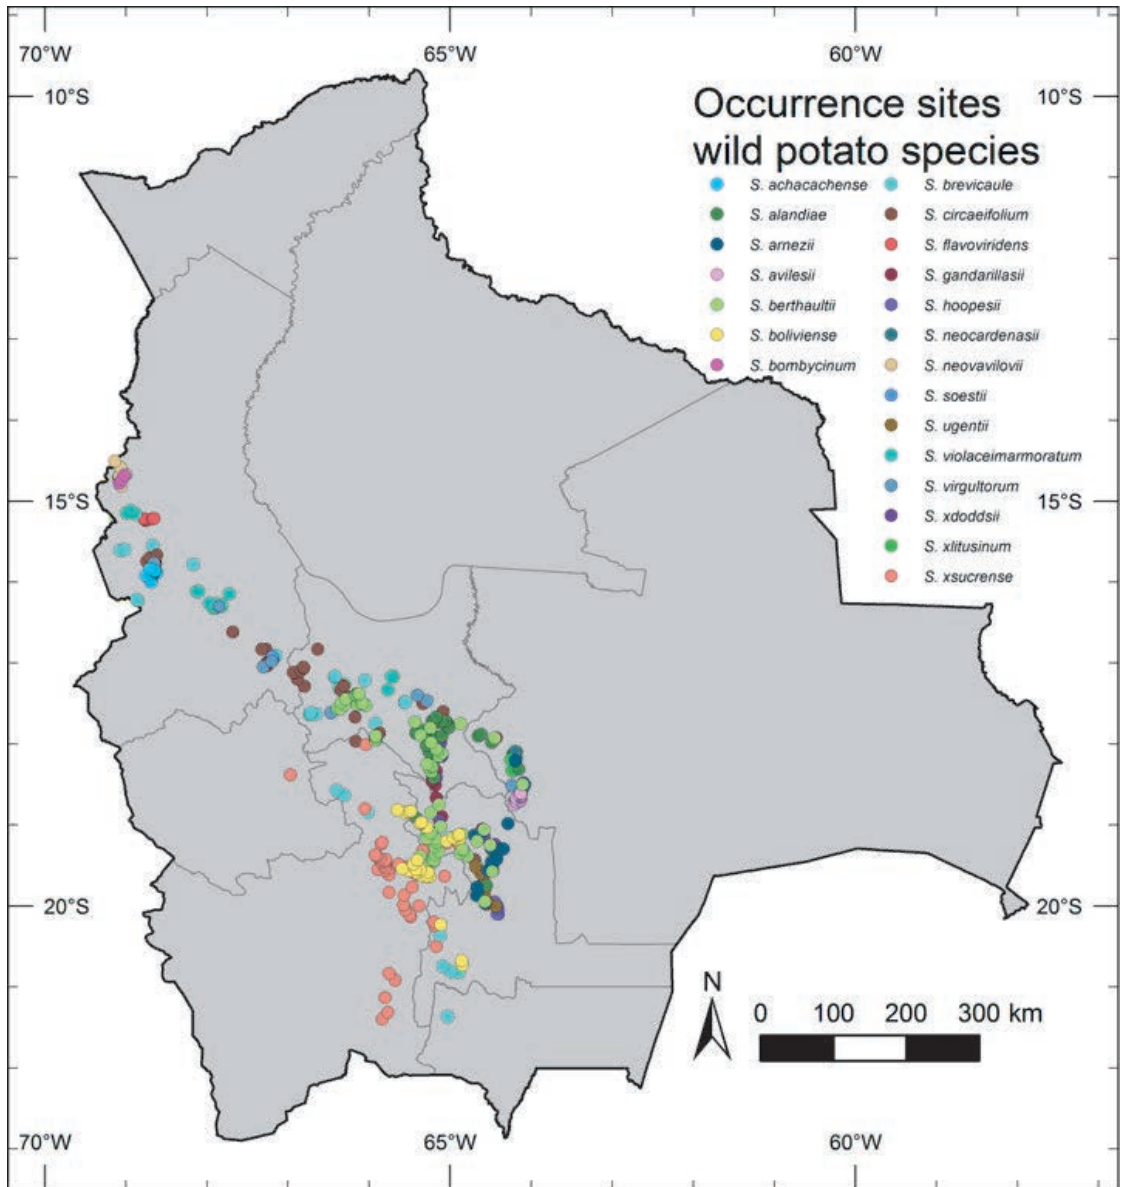 70°W 65°W 60°W
10°S 10°S
Occurrence sites
wild potato species
S. achacachense S. brevicaule
S. alandiae S. circaeifolium
S. arnezii S. flavoviridens
S. avilesii S. gandarillasii
S. berthaultii S. hoopesii
S. boliviense S. neocardenasii
S. bombycinum S. neovavilovii
S. soestii
S. ugentii
S. violaceimarmoratum
S. virgultorum
15°S 15°S
S. xdoddsii
S. xlitusinum
S. xsucrense
20°S 20°S
N
0 100 200 300 km
70°W 65°W 60°W